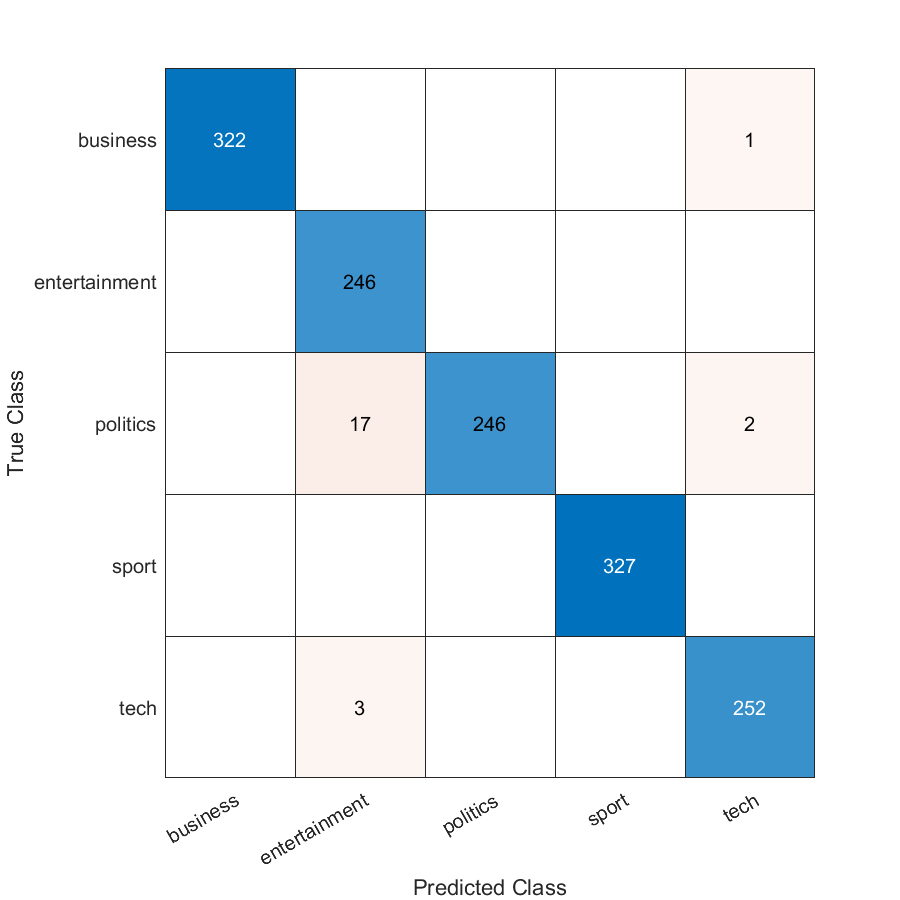 business 322 1
entertainment 246
politics 17 246 2
sport 327
tech 3 252
True Class
business entertainment politics sport tech
Predicted Class